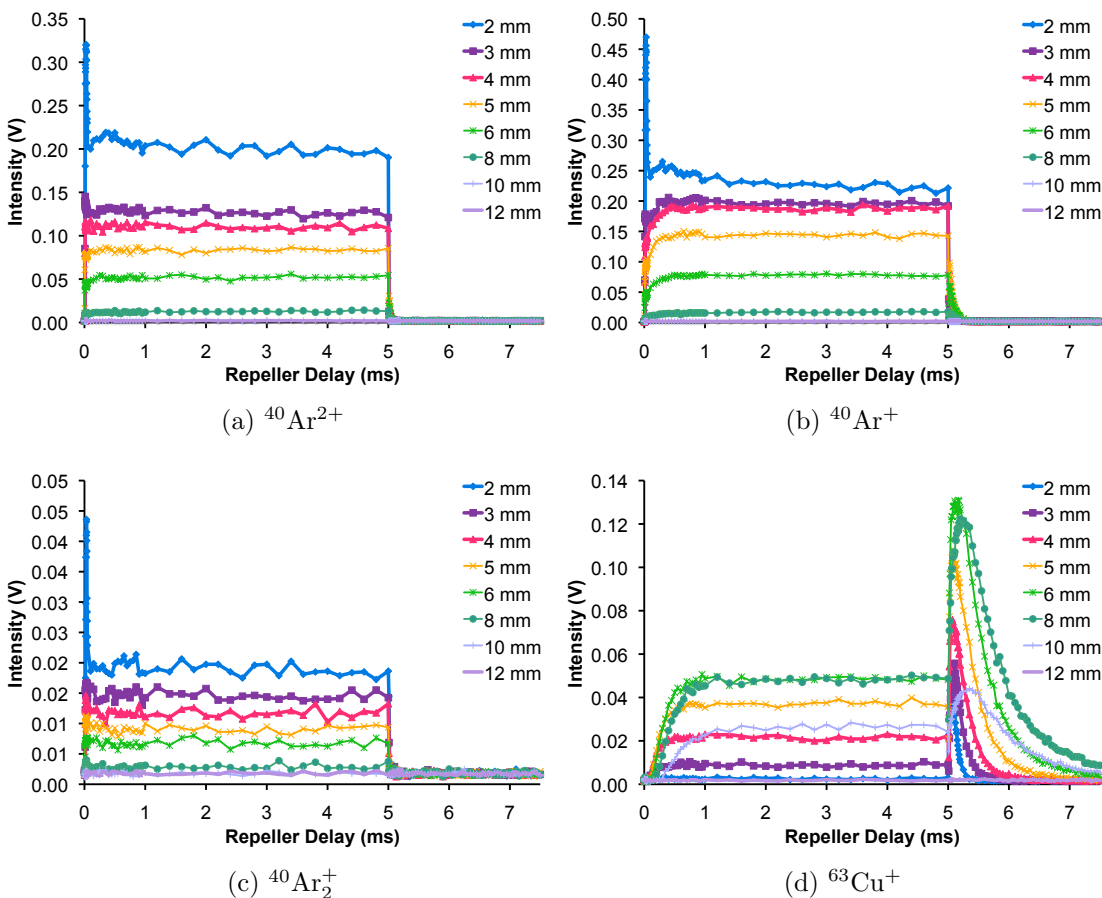 0.35
0.30
0.25
0.20
0.15
0.10
0.05
0.00
Intensity (V)
0 1 2 3 4 5 6 7
Repeller Delay (ms)
2 mm
3 mm
4 mm
5 mm
6 mm
8 mm
10 mm
12 mm
(a) ⁴⁰Ar²⁺
0.50
0.45
0.40
0.35
0.30
0.25
0.20
0.15
0.10
0.05
0.00
Intensity (V)
0 1 2 3 4 5 6 7
Repeller Delay (ms)
2 mm
3 mm
4 mm
5 mm
6 mm
8 mm
10 mm
12 mm
(b) ⁴⁰Ar⁺
0.05
0.05
0.04
0.04
0.03
0.03
0.02
0.02
0.01
0.01
0.00
Intensity (V)
0 1 2 3 4 5 6 7
Repeller Delay (ms)
2 mm
3 mm
4 mm
5 mm
6 mm
8 mm
10 mm
12 mm
(c) ⁴⁰Ar₂⁺
0.14
0.12
0.10
0.08
0.06
0.04
0.02
0.00
Intensity (V)
0 1 2 3 4 5 6 7
Repeller Delay (ms)
2 mm
3 mm
4 mm
5 mm
6 mm
8 mm
10 mm
12 mm
(d) ⁶³Cu⁺